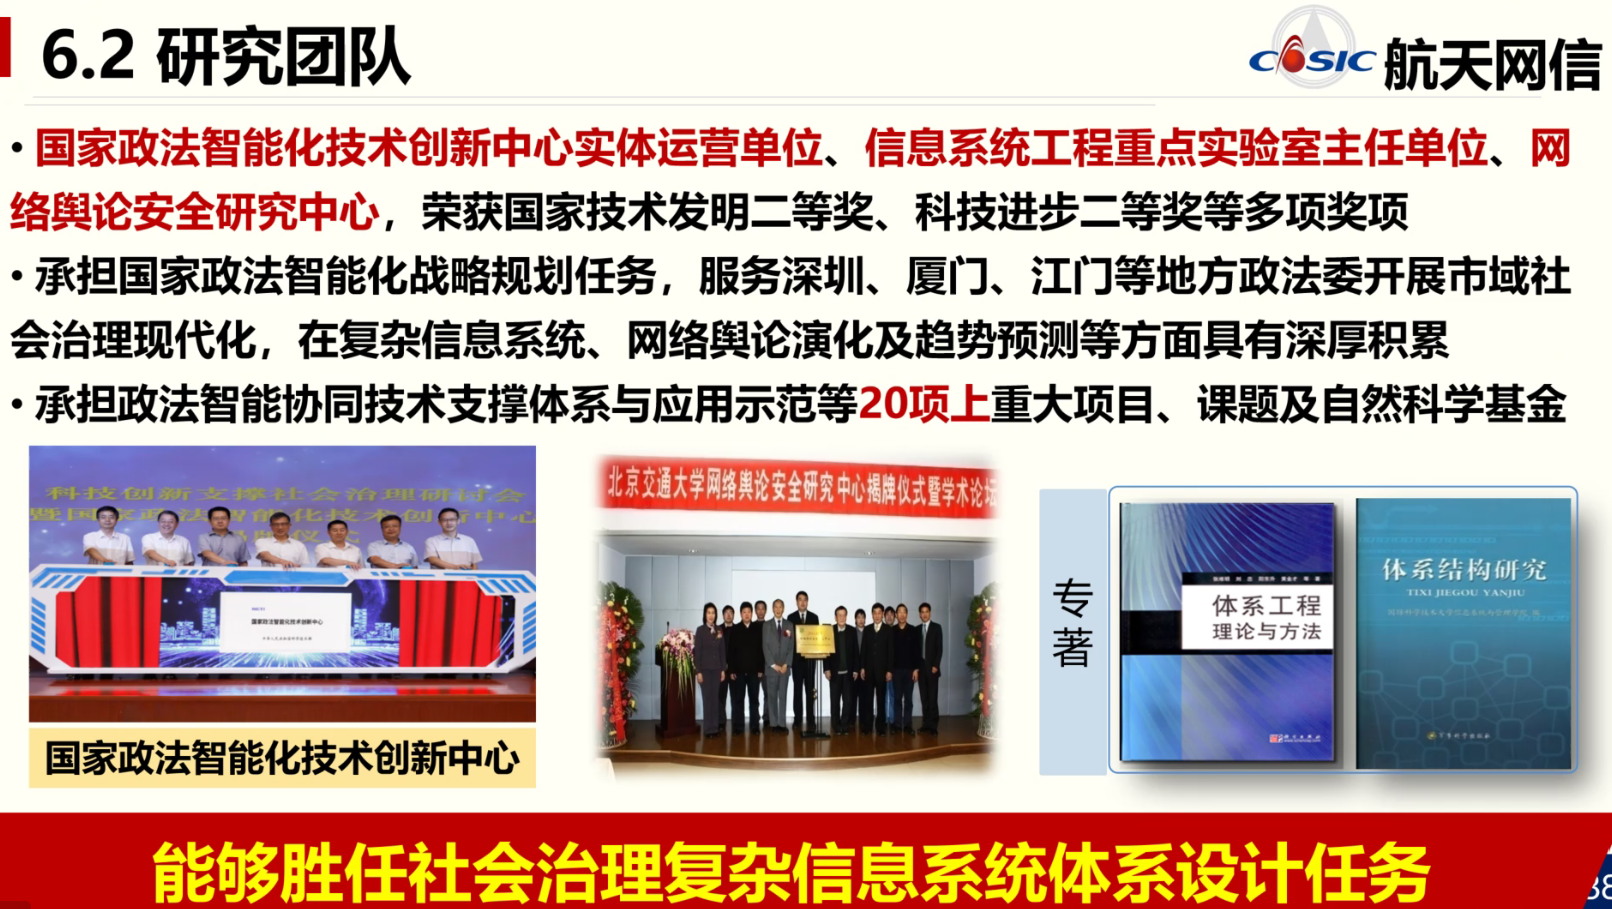 6.2 研究团队
CASIC 航天网信
• 国家政法智能化技术创新中心实体运营单位、信息系统工程重点实验室主任单位、网
络舆论安全研究中心，荣获国家技术发明二等奖、科技进步二等奖等多项奖项
• 承担国家政法智能化战略规划任务，服务深圳、厦门、江门等地方政法委开展市域社
会治理现代化，在复杂信息系统、网络舆论演化及趋势预测等方面具有深厚积累
• 承担政法智能协同技术支撑体系与应用示范等20项上重大项目、课题及自然科学基金
科技创新支撑社会治理研讨会
暨国家政法智能化技术创新中心
国家政法智能化技术创新中心
国家政法智能化技术创新中心
北京交通大学网络舆论安全研究中心揭牌仪式暨学术论坛
专著
体系工程
理论与方法
体系结构研究
TIXI JIEGOU YANJIU
能够胜任社会治理复杂信息系统体系设计任务
38